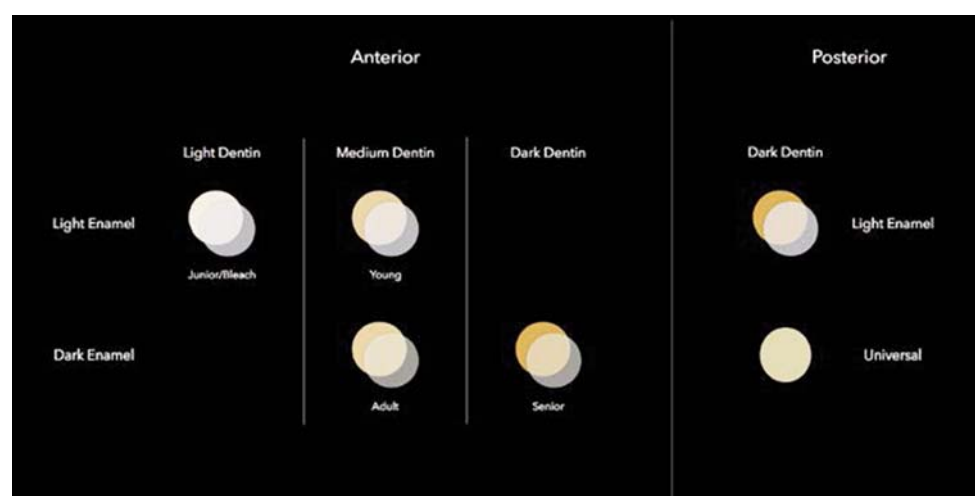 Anterior
Posterior
Light Dentin
Medium Dentin
Dark Dentin
Dark Dentin
Light Enamel
Light Enamel
Junior/Bleach
Young
Dark Enamel
Universal
Adult
Senior